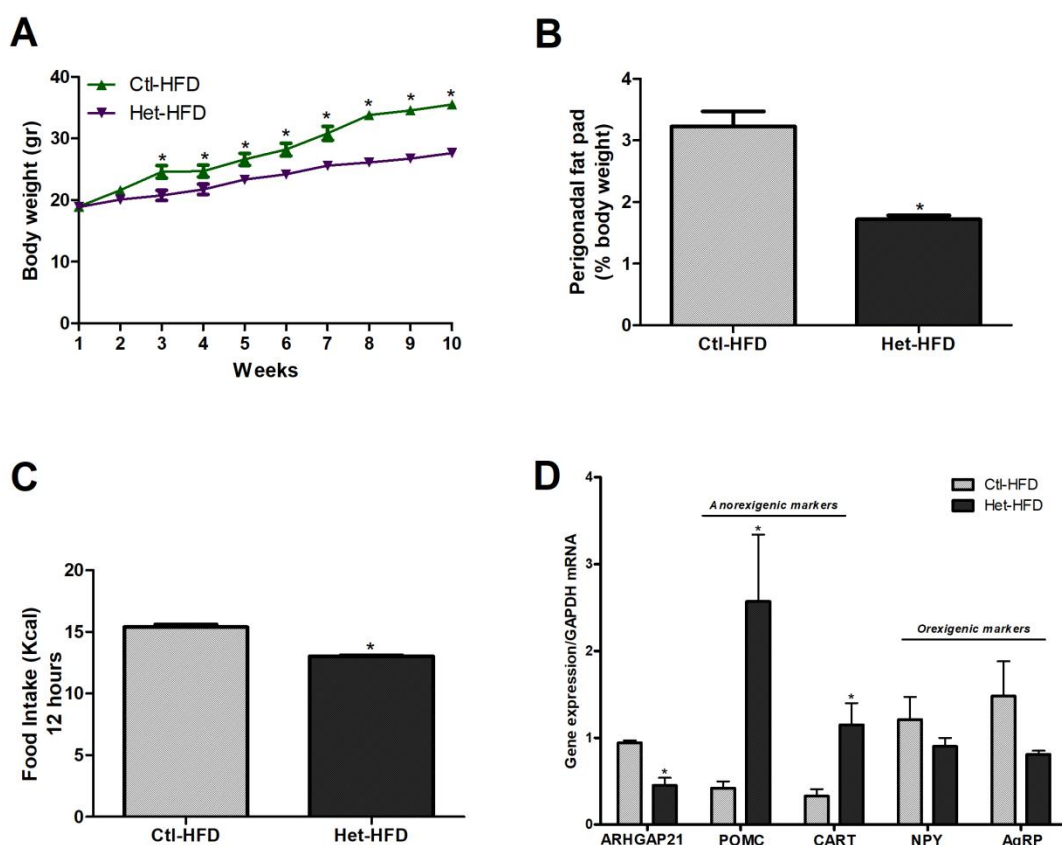 A
Ctl-HFD
Het-HFD
Body weight (gr)
40
30
20
10
0
* * * * * * * *
1 2 3 4 5 6 7 8 9 10
Weeks
B
Perigonadal fat pad
(% body weight)
4
3
2
1
0
*
Ctl-HFD Het-HFD
C
Food Intake (Kcal)
12 hours
20
15
10
5
0
*
Ctl-HFD Het-HFD
D
Ctl-HFD
Het-HFD
Gene expression/GAPDH mRNA
4
3
2
1
0
Anorexigenic markers
Orexigenic markers
* * *
ARHGAP21 POMC CART NPY AgRP